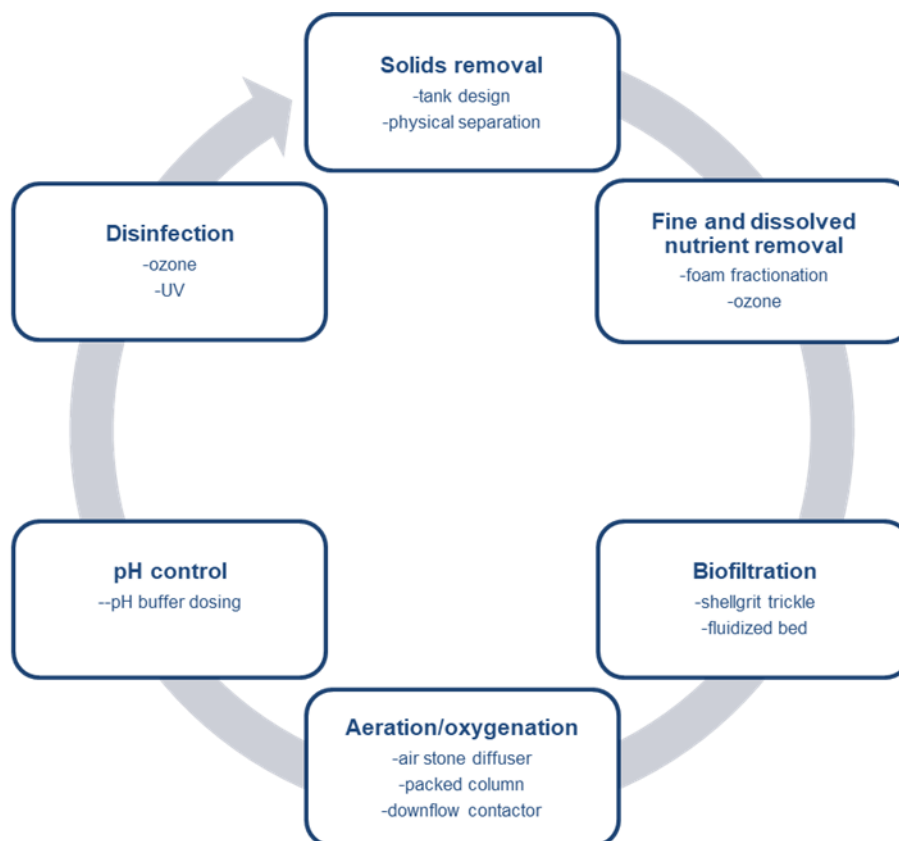 Solids removal
-tank design
-physical separation
Fine and dissolved
nutrient removal
-foam fractionation
-ozone
Biofiltration
-shellgrit trickle
-fluidized bed
Aeration/oxygenation
-air stone diffuser
-packed column
-downflow contactor
pH control
--pH buffer dosing
Disinfection
-ozone
-UV